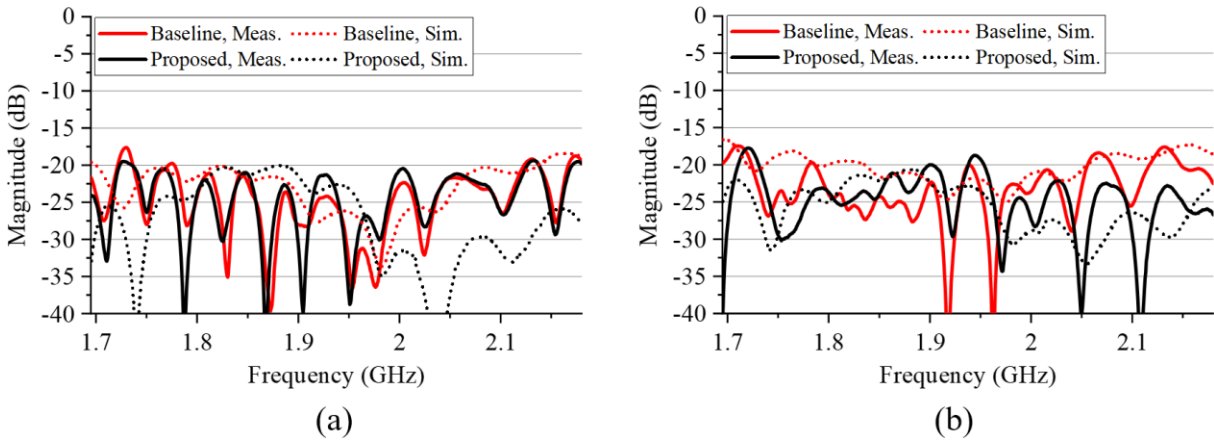 Magnitude (dB)
0
-5
-10
-15
-20
-25
-30
-35
-40
Baseline, Meas. Baseline, Sim.
Proposed, Meas. Proposed, Sim.
1.7 1.8 1.9 2 2.1
Frequency (GHz)
(a)
Magnitude (dB)
0
-5
-10
-15
-20
-25
-30
-35
-40
Baseline, Meas. Baseline, Sim.
Proposed, Meas. Proposed, Sim.
1.7 1.8 1.9 2 2.1
Frequency (GHz)
(b)